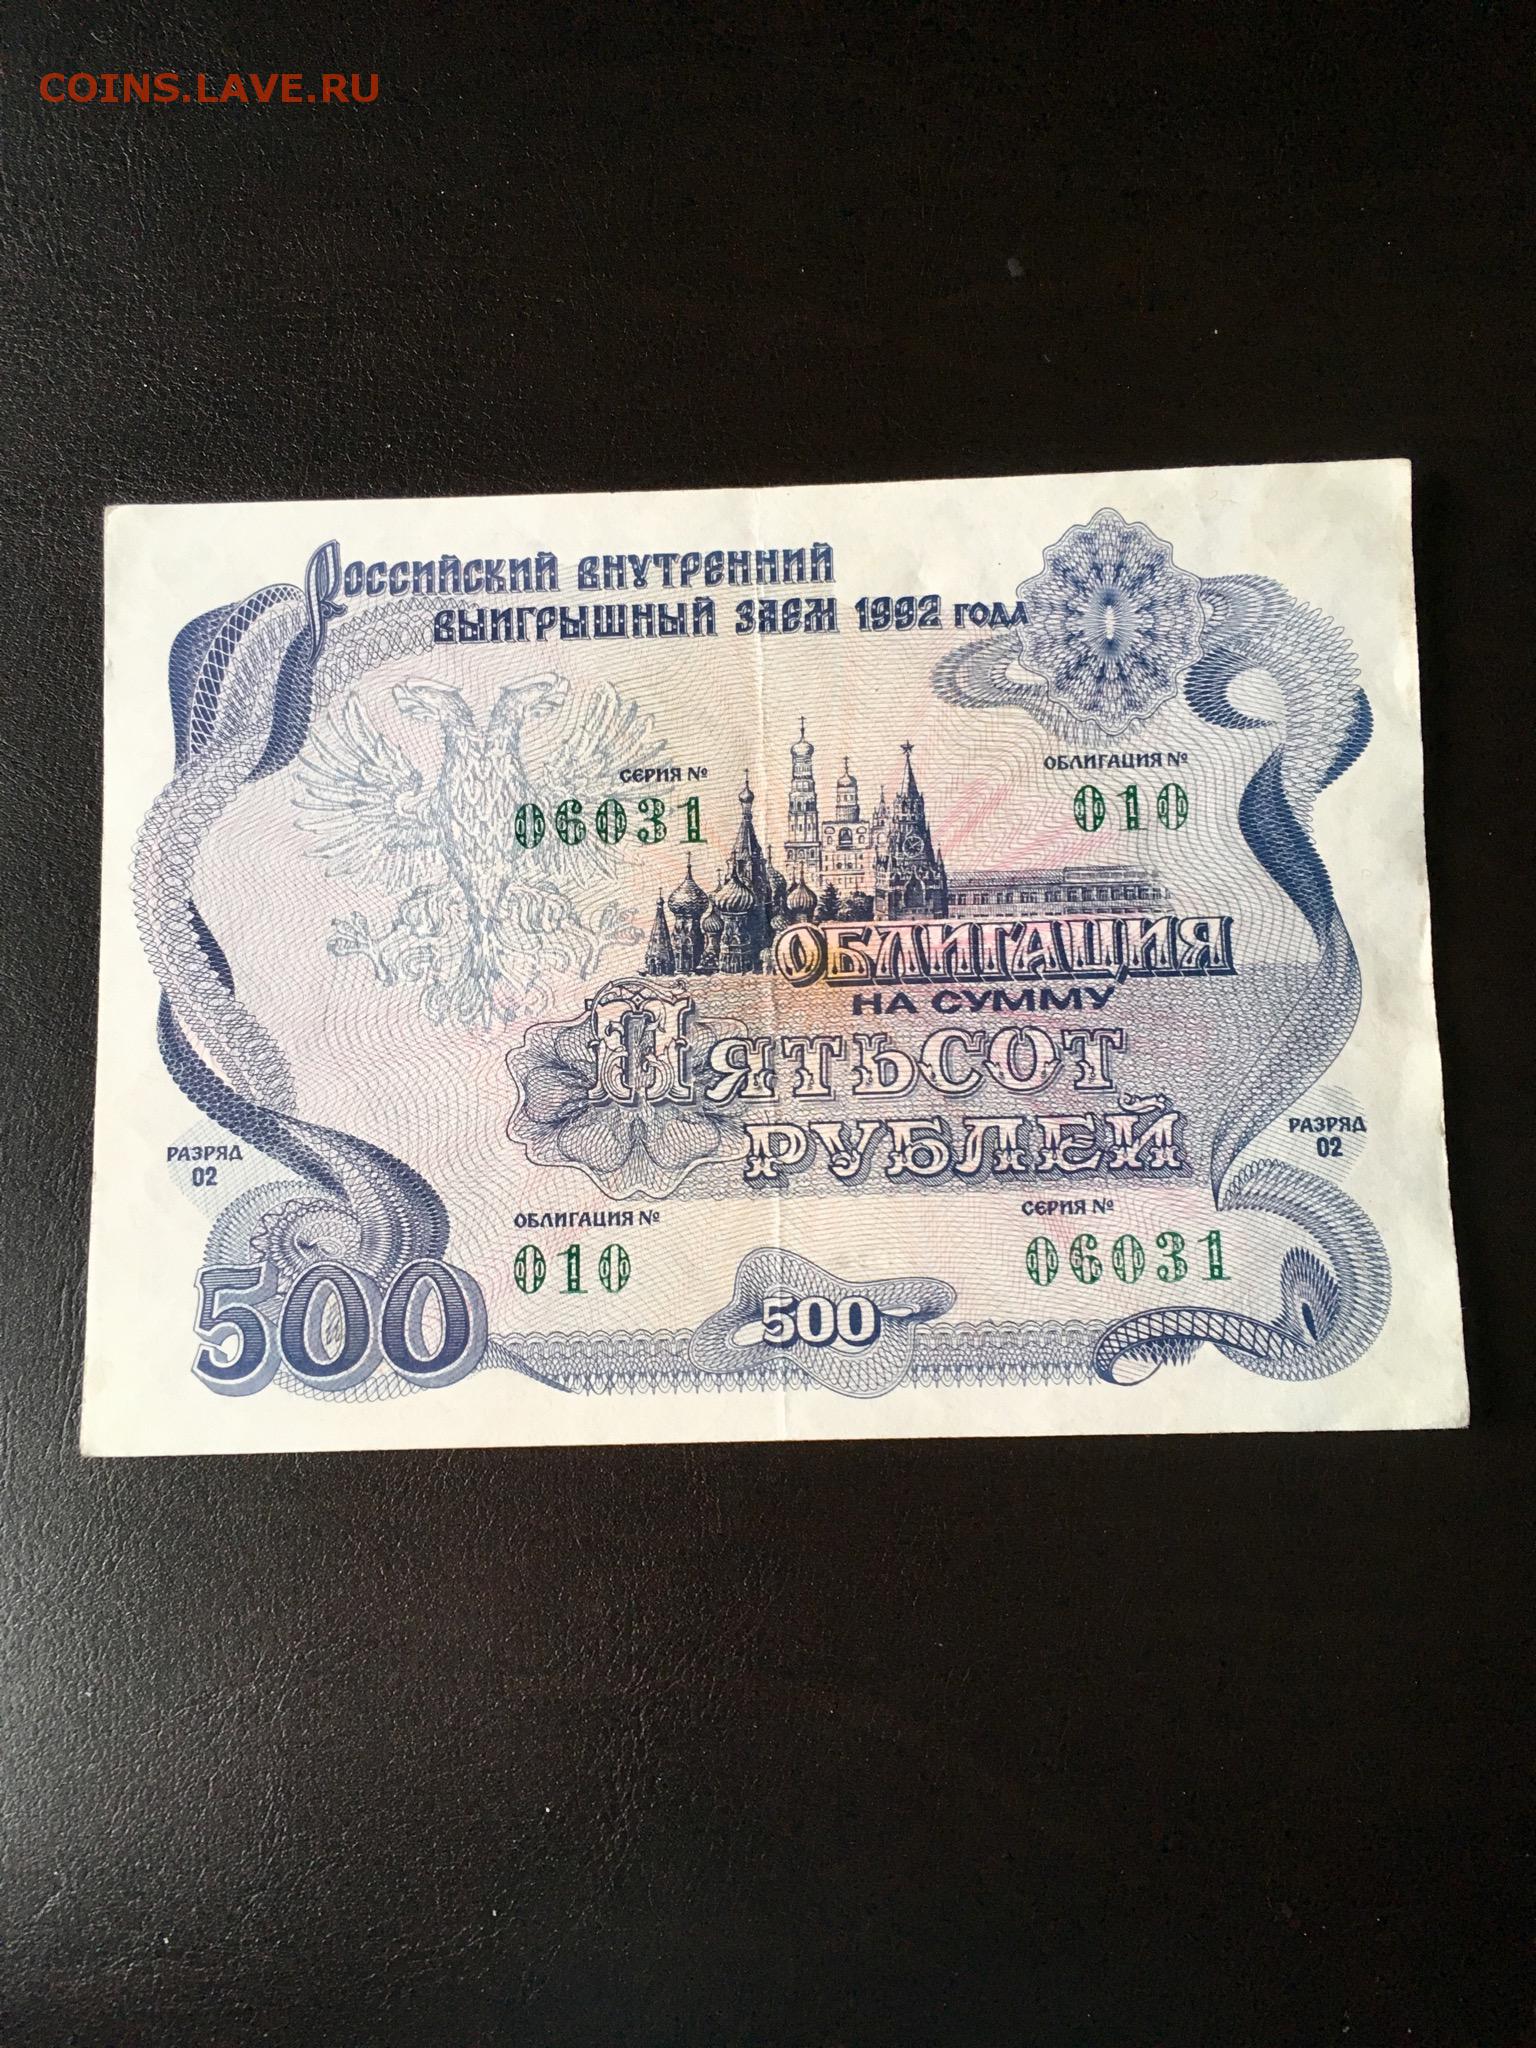 COINS.LAVE.RU
Российский внутренний
выигрышный заем 1992 года
СЕРИЯ №
06031
ОБЛИГАЦИЯ №
010
ОБЛИГАЦИЯ
НА СУММУ
ПЯТЬСОТ
РУБЛЕЙ
РАЗРЯД
02
РАЗРЯД
02
ОБЛИГАЦИЯ №
010
СЕРИЯ №
06031
500
500